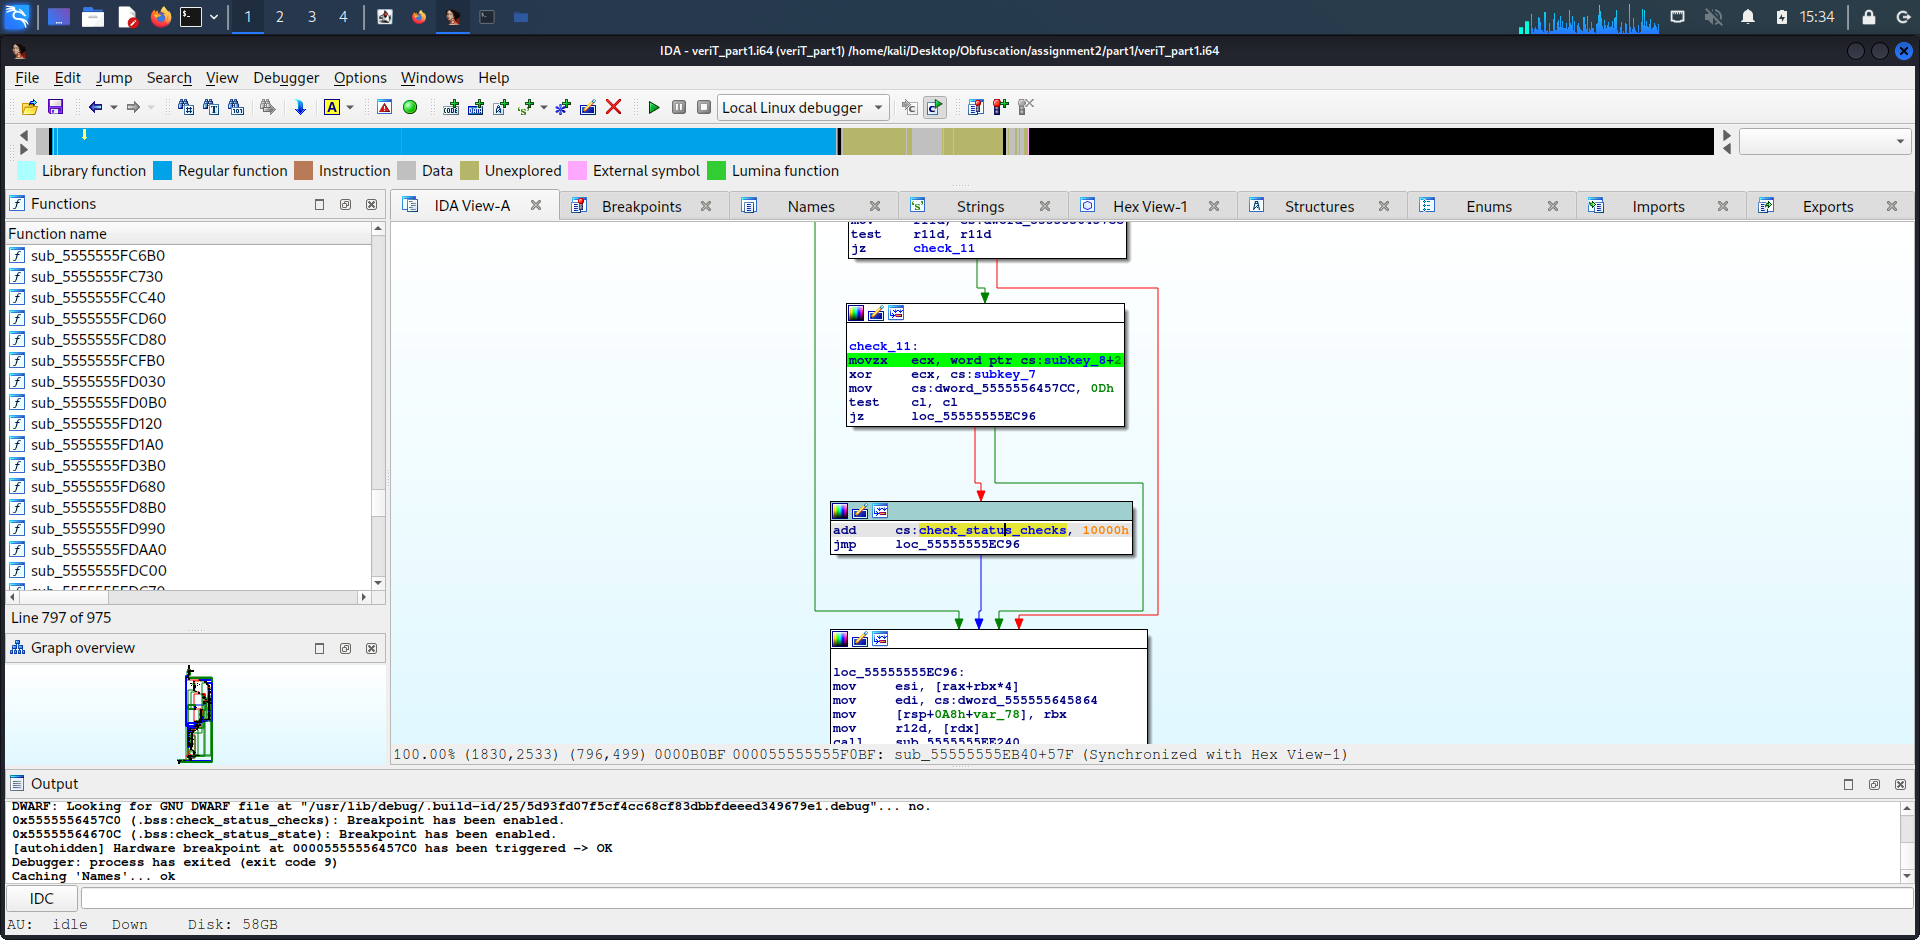 1 2 3 4 15:34
IDA - veriT_part1.i64 (veriT_part1) /home/kali/Desktop/Obfuscation/assignment2/part1/veriT_part1.i64
File Edit Jump Search View Debugger Options Windows Help
Local Linux debugger
Library function Regular function Instruction Data Unexplored External symbol Lumina function
Functions
IDA View-A Breakpoints Names Strings Hex View-1 Structures Enums Imports Exports
Function name
sub_5555555FC6B0
sub_5555555FC730
sub_5555555FCC40
sub_5555555FCD60
sub_5555555FCD80
sub_5555555FCFB0
sub_5555555FD030
sub_5555555FD0B0
sub_5555555FD120
sub_5555555FD1A0
sub_5555555FD3B0
sub_5555555FD680
sub_5555555FD8B0
sub_5555555FD990
sub_5555555FDAA0
sub_5555555FDC00
Line 797 of 975
Graph overview
test r11d, r11d
jz check_11
check_11:
movzx ecx, word ptr cs:subkey_8+2
xor ecx, cs:subkey_7
mov cs:dword_5555556457CC, 0Dh
test cl, cl
jz loc_55555555EC96
add cs:check_status_checks, 10000h
jmp loc_55555555EC96
loc_55555555EC96:
mov esi, [rax+rbx*4]
mov edi, cs:dword_555555645864
mov [rsp+0A8h+var_78], rbx
mov r12d, [rdx]
call sub_5555555EE240
100.00% (1830,2533) (796,499) 0000B0BF 000055555555F0BF: sub_55555555EB40+57F (Synchronized with Hex View-1)
Output
DWARF: Looking for GNU DWARF file at "/usr/lib/debug/.build-id/25/5d93fd07f5cf4cc68cf83dbbfdeeed349679e1.debug"... no.
0x5555556457C0 (.bss:check_status_checks): Breakpoint has been enabled.
0x55555564670C (.bss:check_status_state): Breakpoint has been enabled.
[autohidden] Hardware breakpoint at 00005555556457C0 has been triggered -> OK
Debugger: process has exited (exit code 9)
Caching 'Names'... ok
IDC
AU: idle Down Disk: 58GB